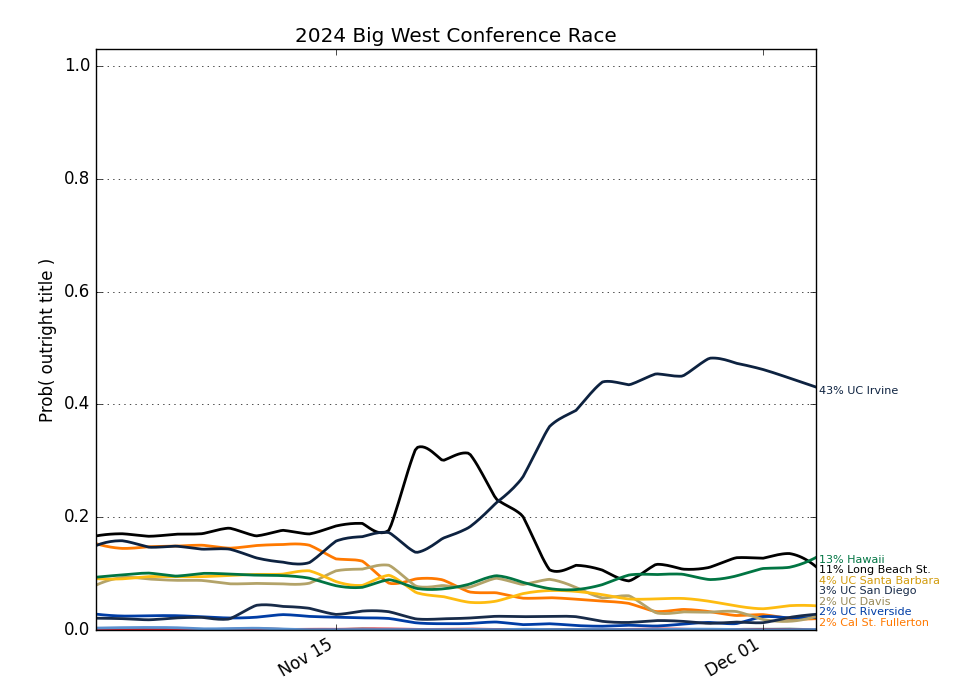 2024 Big West Conference Race
Prob( outright title )
1.0
0.8
0.6
0.4
0.2
0.0
Nov 15
Dec 01
43% UC Irvine
13% Hawaii
11% Long Beach St.
4% UC Santa Barbara
3% UC San Diego
2% UC Davis
2% UC Riverside
2% Cal St. Fullerton